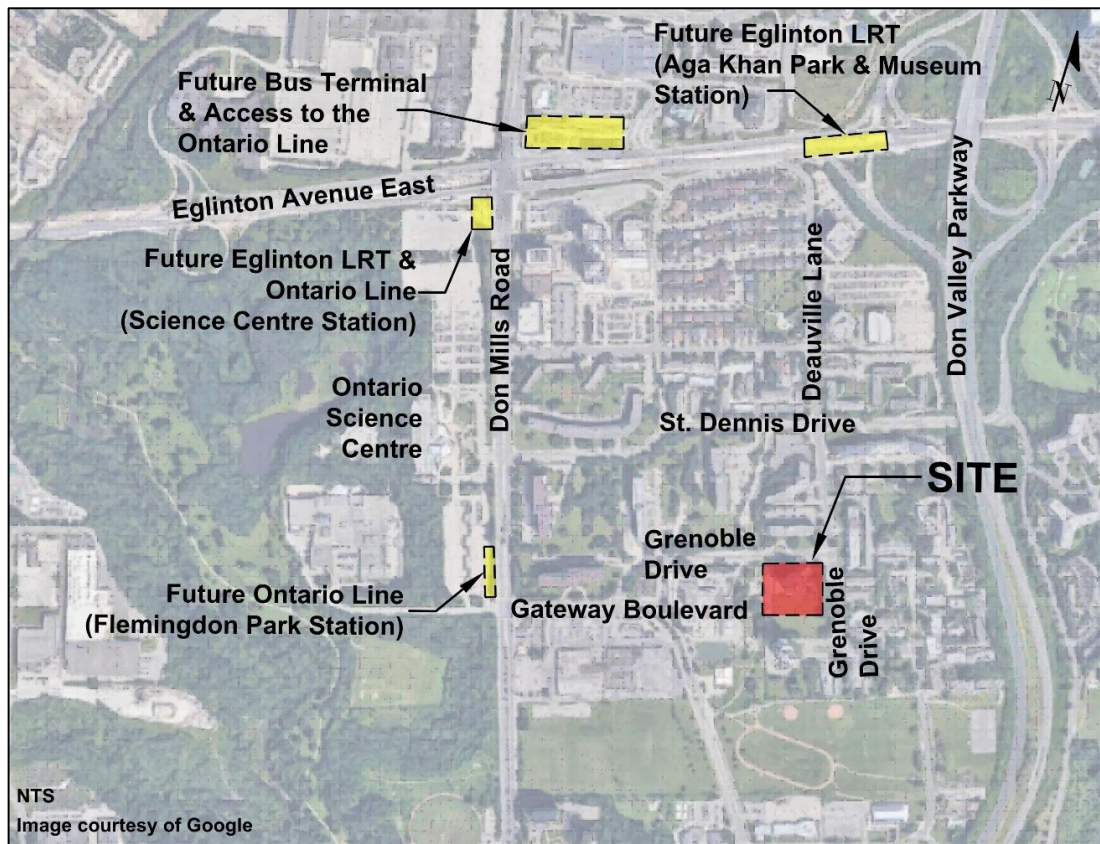 Future Eglinton LRT
(Aga Khan Park & Museum
Station)
N
Future Bus Terminal
& Access to the
Ontario Line
Eglinton Avenue East
Future Eglinton LRT &
Ontario Line
(Science Centre Station)
Don Mills Road
Deauville Lane
Don Valley Parkway
Ontario
Science
Centre
St. Dennis Drive
SITE
Grenoble
Drive
Future Ontario Line
(Flemingdon Park Station)
Gateway Boulevard
Grenoble
Drive
NTS
Image courtesy of Google